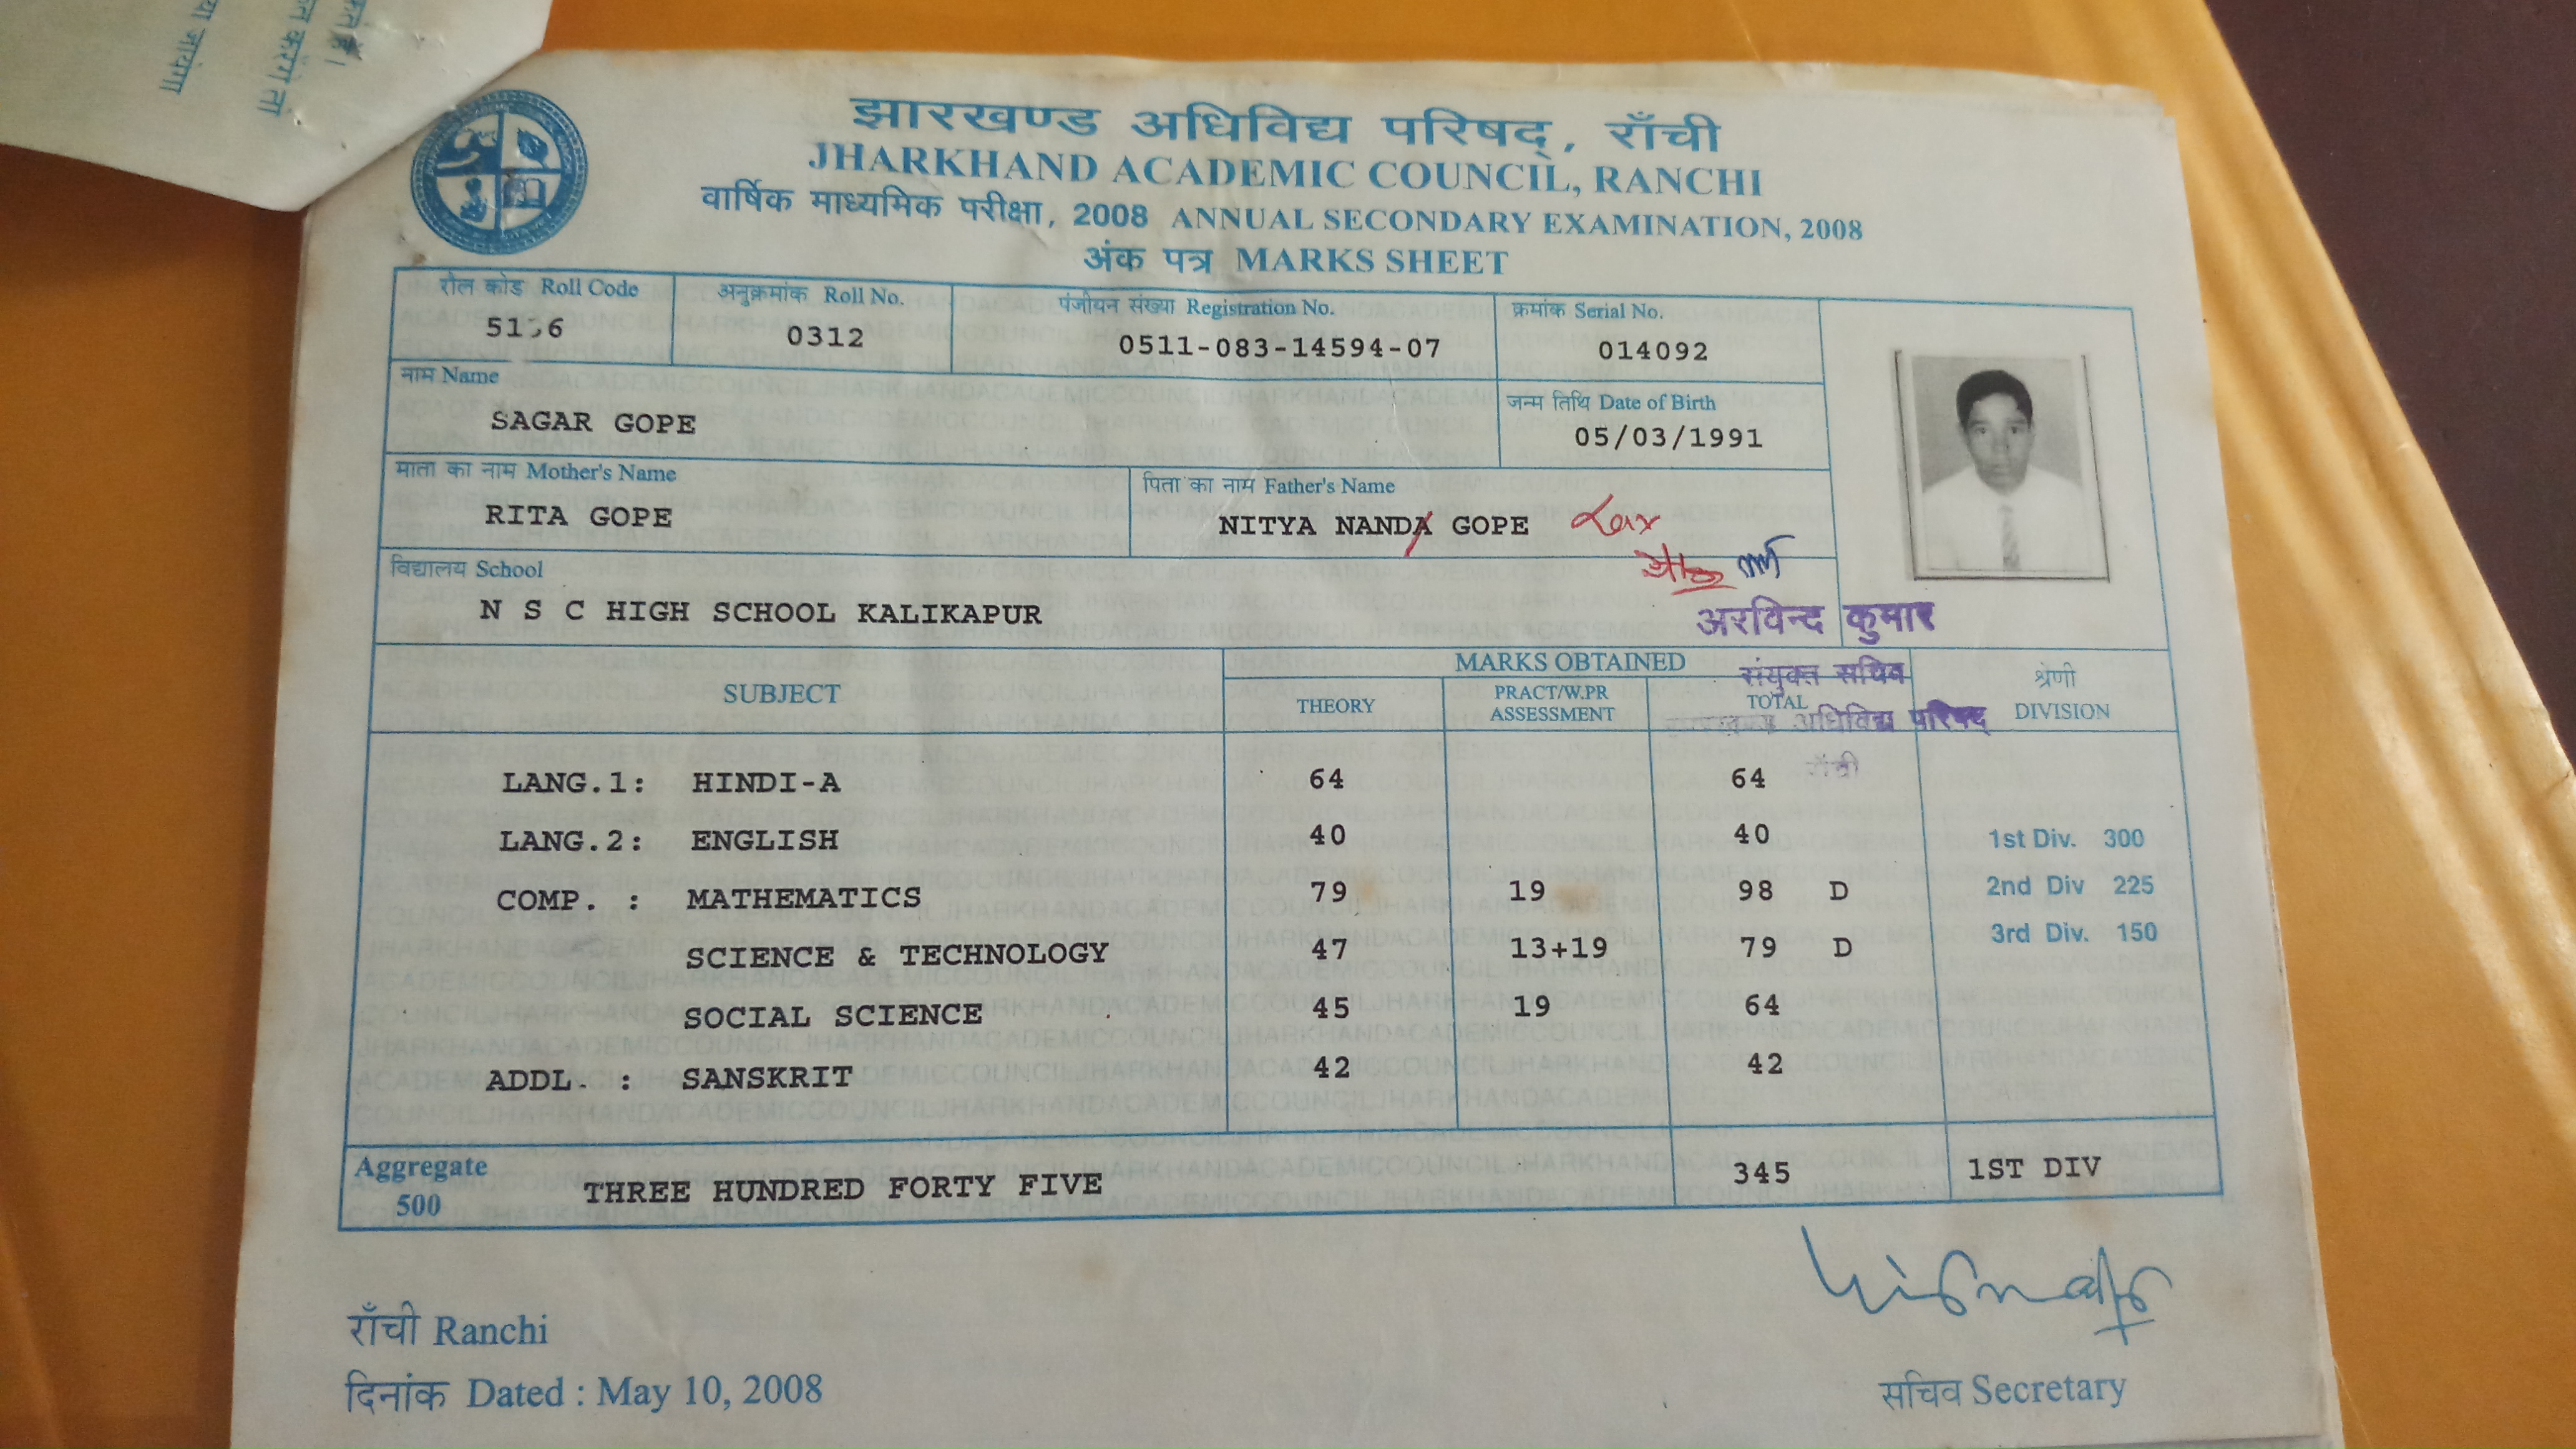 झारखण्ड अधिविद्य परिषद्, राँची
JHARKHAND ACADEMIC COUNCIL, RANCHI
वार्षिक माध्यमिक परीक्षा, 2008 ANNUAL SECONDARY EXAMINATION, 2008
अंक पत्र MARKS SHEET
रौल कोड Roll Code
अनुक्रमांक Roll No.
पंजीयन संख्या Registration No.
क्रमांक Serial No.
0312
0511-083-14594-07
014092
नाम Name
SAGAR GOPE
जन्म तिथि Date of Birth
05/03/1991
माता का नाम Mother's Name
RITA GOPE
पिता का नाम Father's Name
NITYA NANDA GOPE
विद्यालय School
N S C HIGH SCHOOL KALIKAPUR
अरविन्द कुमार
संयुक्त सचिव
अधिविद्य परिषद्
राँची
SUBJECT
MARKS OBTAINED
THEORY
PRACT/W.PR ASSESSMENT
TOTAL
श्रेणी DIVISION
LANG.1: HINDI-A 64 64
LANG.2: ENGLISH 40 40
COMP. : MATHEMATICS 79 19 98 D
SCIENCE & TECHNOLOGY 47 13+19 79 D
SOCIAL SCIENCE 45 19 64
ADDL. : SANSKRIT 42 42
1st Div. 300
2nd Div 225
3rd Div. 150
Aggregate 500
THREE HUNDRED FORTY FIVE 345 1ST DIV
राँची Ranchi
दिनांक Dated : May 10, 2008
सचिव Secretary